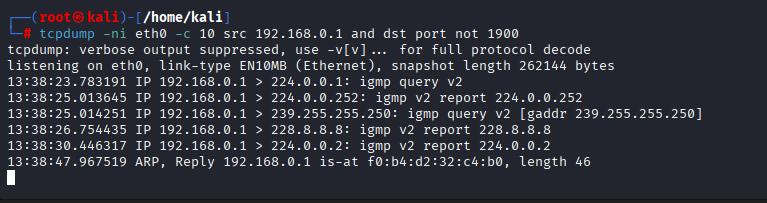 ┌──(root㉿kali)-[/home/kali]
└─# tcpdump -ni eth0 -c 10 src 192.168.0.1 and dst port not 1900
tcpdump: verbose output suppressed, use -v[v]... for full protocol decode
listening on eth0, link-type EN10MB (Ethernet), snapshot length 262144 bytes
13:38:23.783191 IP 192.168.0.1 > 224.0.0.1: igmp query v2
13:38:25.013645 IP 192.168.0.1 > 224.0.0.252: igmp v2 report 224.0.0.252
13:38:25.014251 IP 192.168.0.1 > 239.255.255.250: igmp query v2 [gaddr 239.255.255.250]
13:38:26.754435 IP 192.168.0.1 > 228.8.8.8: igmp v2 report 228.8.8.8
13:38:30.446317 IP 192.168.0.1 > 224.0.0.2: igmp v2 report 224.0.0.2
13:38:47.967519 ARP, Reply 192.168.0.1 is-at f0:b4:d2:32:c4:b0, length 46